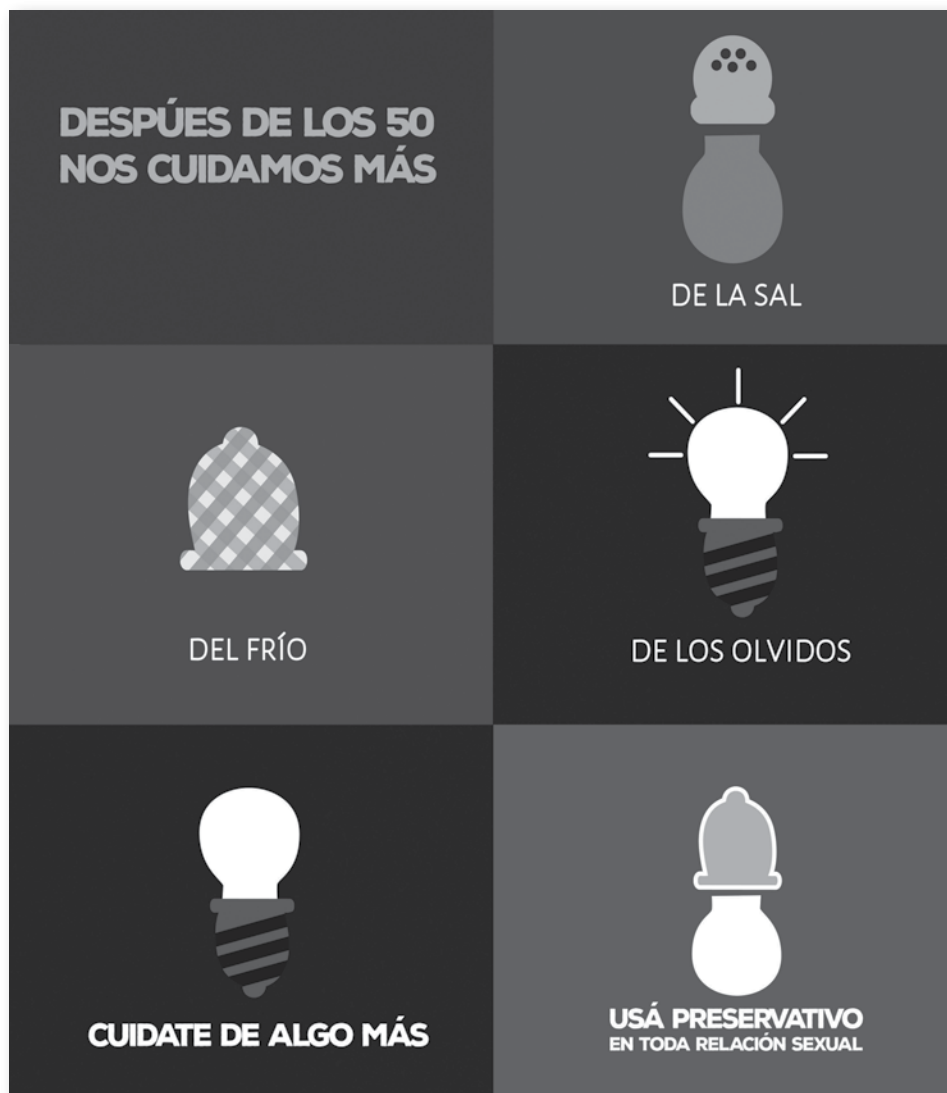 DESPÚES DE LOS 50
NOS CUIDAMOS MÁS
DE LA SAL
DEL FRÍO
DE LOS OLVIDOS
CUIDATE DE ALGO MÁS
USÁ PRESERVATIVO
EN TODA RELACIÓN SEXUAL